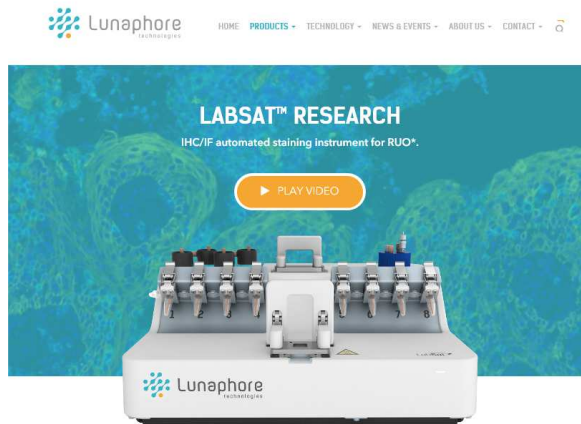 Lunaphore
technologies
HOME PRODUCTS TECHNOLOGY NEWS & EVENTS ABOUT US CONTACT
LABSAT™ RESEARCH
IHC/IF automated staining instrument for RUO*.
PLAY VIDEO
Lunaphore
technologies